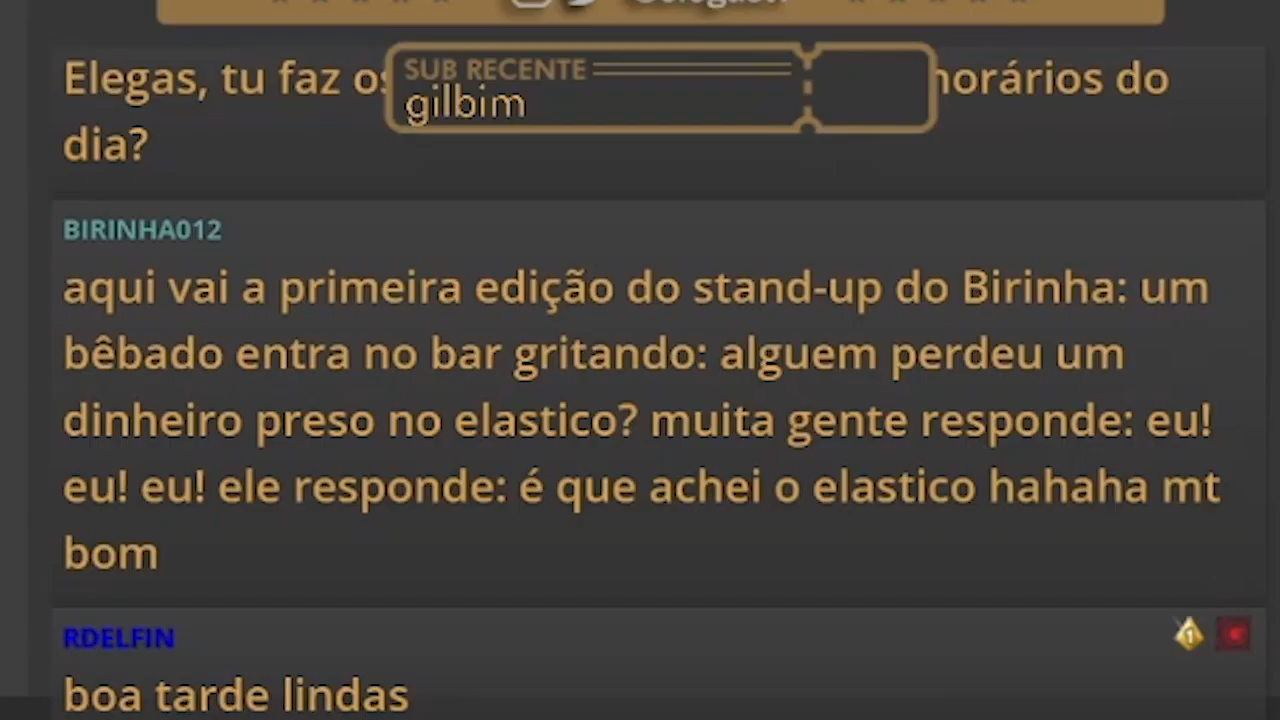 Elegas, tu faz
SUB RECENTE
gilbim
horários do
dia?
BIRINHA012
aqui vai a primeira edição do stand-up do Birinha: um
bêbado entra no bar gritando: alguem perdeu um
dinheiro preso no elastico? muita gente responde: eu!
eu! eu! ele responde: é que achei o elastico hahaha mt
bom
RDELFIN
boa tarde lindas